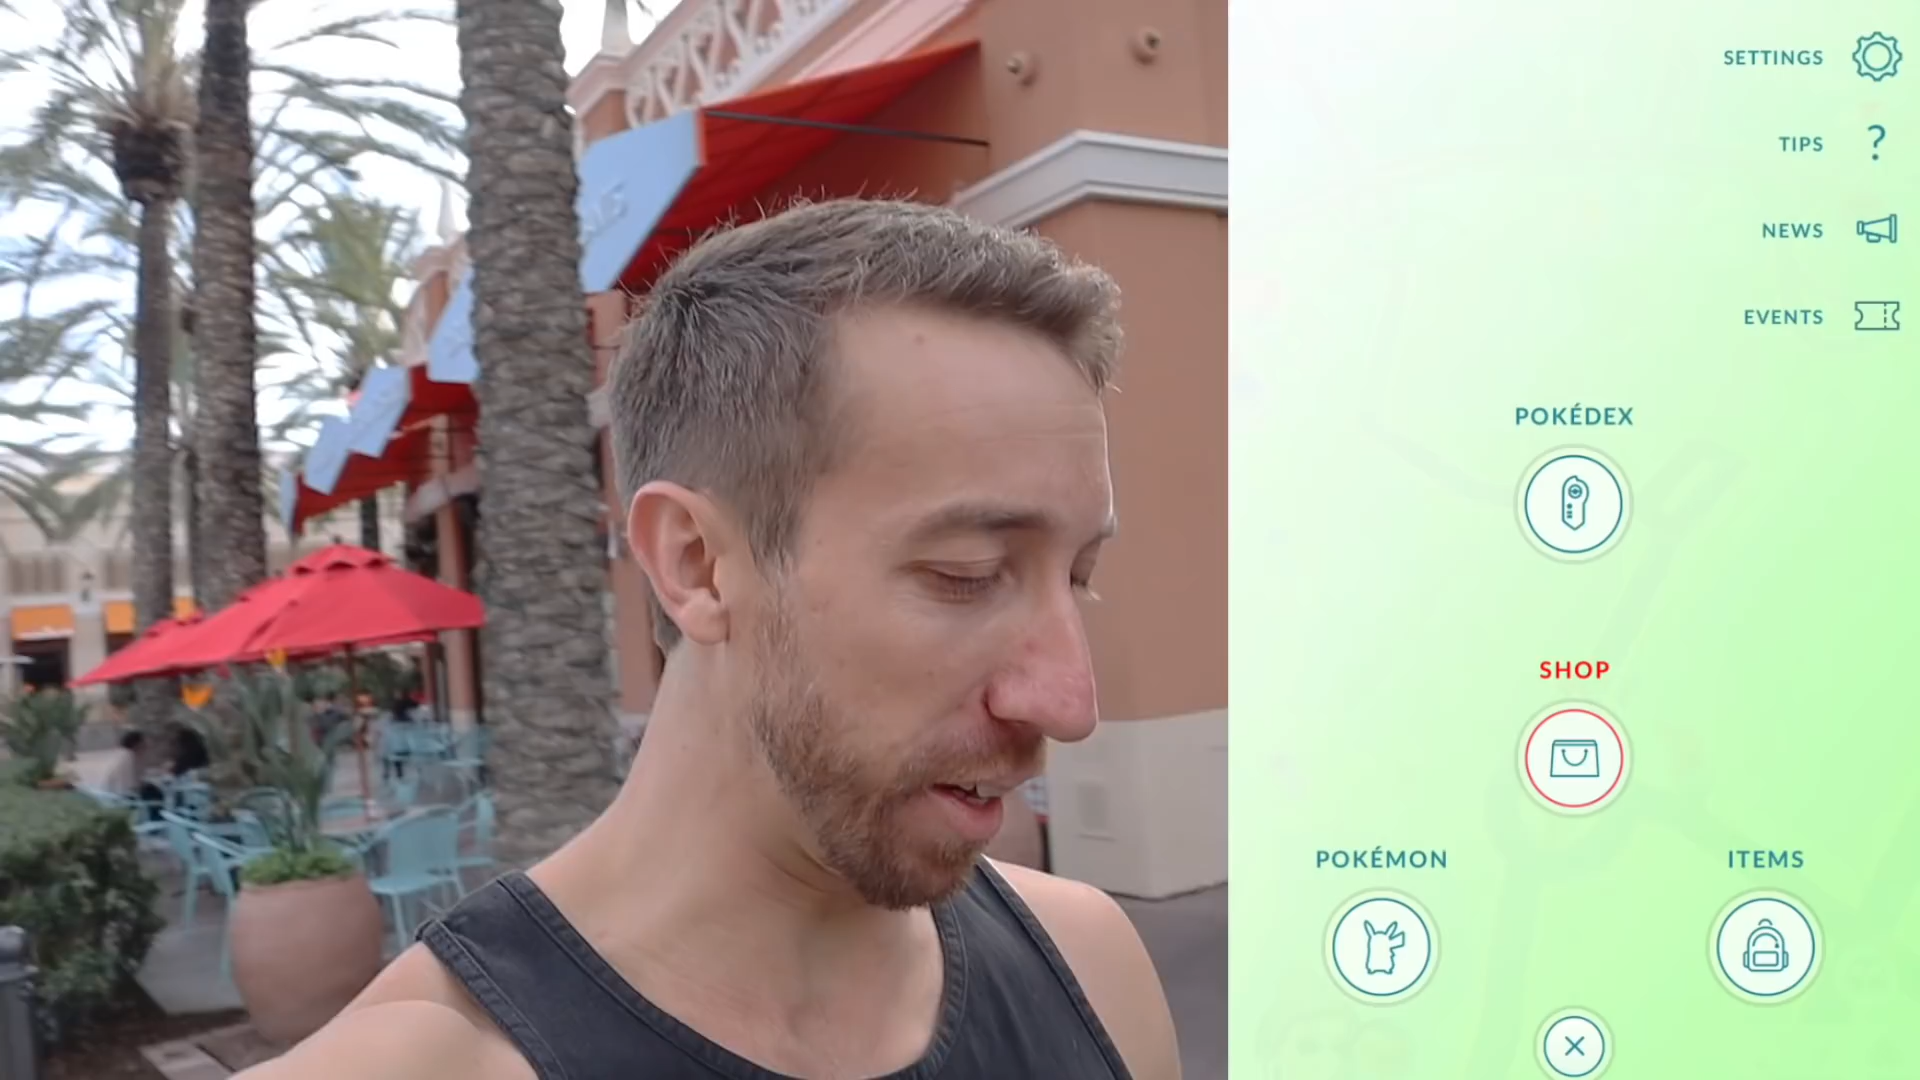 SETTINGS
TIPS
NEWS
EVENTS
POKÉDEX
SHOP
POKÉMON
ITEMS